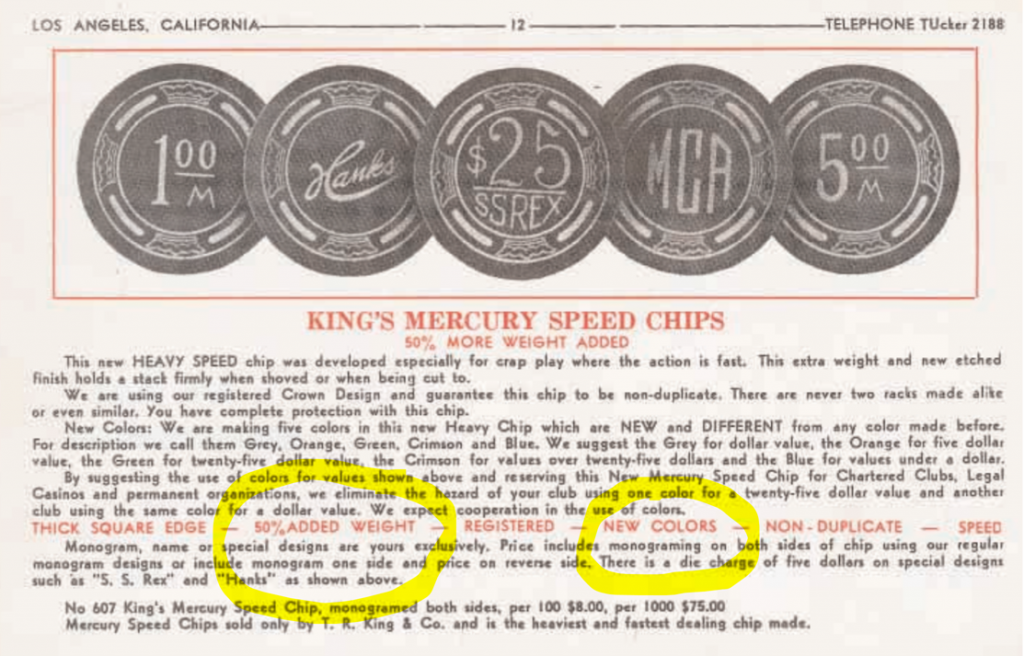 LOS ANGELES, CALIFORNIA 12 TELEPHONE TUcker 2188
1⁰⁰ M
Hanks
$25 SSREX
MCA
5⁰⁰ M
KING'S MERCURY SPEED CHIPS
50% MORE WEIGHT ADDED
This new HEAVY SPEED chip was developed especially for crap play where the action is fast. This extra weight and new etched
finish holds a stack firmly when shoved or when being cut to.
We are using our registered Crown Design and guarantee this chip to be non-duplicate. There are never two racks made alike
or even similar. You have complete protection with this chip.
New Colors: We are making five colors in this new Heavy Chip which are NEW and DIFFERENT from any color made before.
For description we call them Grey, Orange, Green, Crimson and Blue. We suggest the Grey for dollar value, the Orange for five dollar
value, the Green for twenty-five dollar value, the Crimson for values over twenty-five dollars and the Blue for values under a dollar.
By suggesting the use of colors for values shown above and reserving this New Mercury Speed Chip for Chartered Clubs, Legal
Casinos and permanent organizations, we eliminate the hazard of your club using one color for a twenty-five dollar value and another
club using the same color for a dollar value. We expect cooperation in the use of colors.
THICK SQUARE EDGE — 50% ADDED WEIGHT — REGISTERED — NEW COLORS — NON-DUPLICATE — SPEED
Monogram, name or special designs are yours exclusively. Price includes monograming on both sides of chip using our regular
monogram designs or include monogram one side and price on reverse side. There is a die charge of five dollars on special designs
such as "S. S. Rex" and "Hanks" as shown above.
No 607 King's Mercury Speed Chip, monogramed both sides, per 100 $8.00, per 1000 $75.00
Mercury Speed Chips sold only by T. R. King & Co. and is the heaviest and fastest dealing chip made.